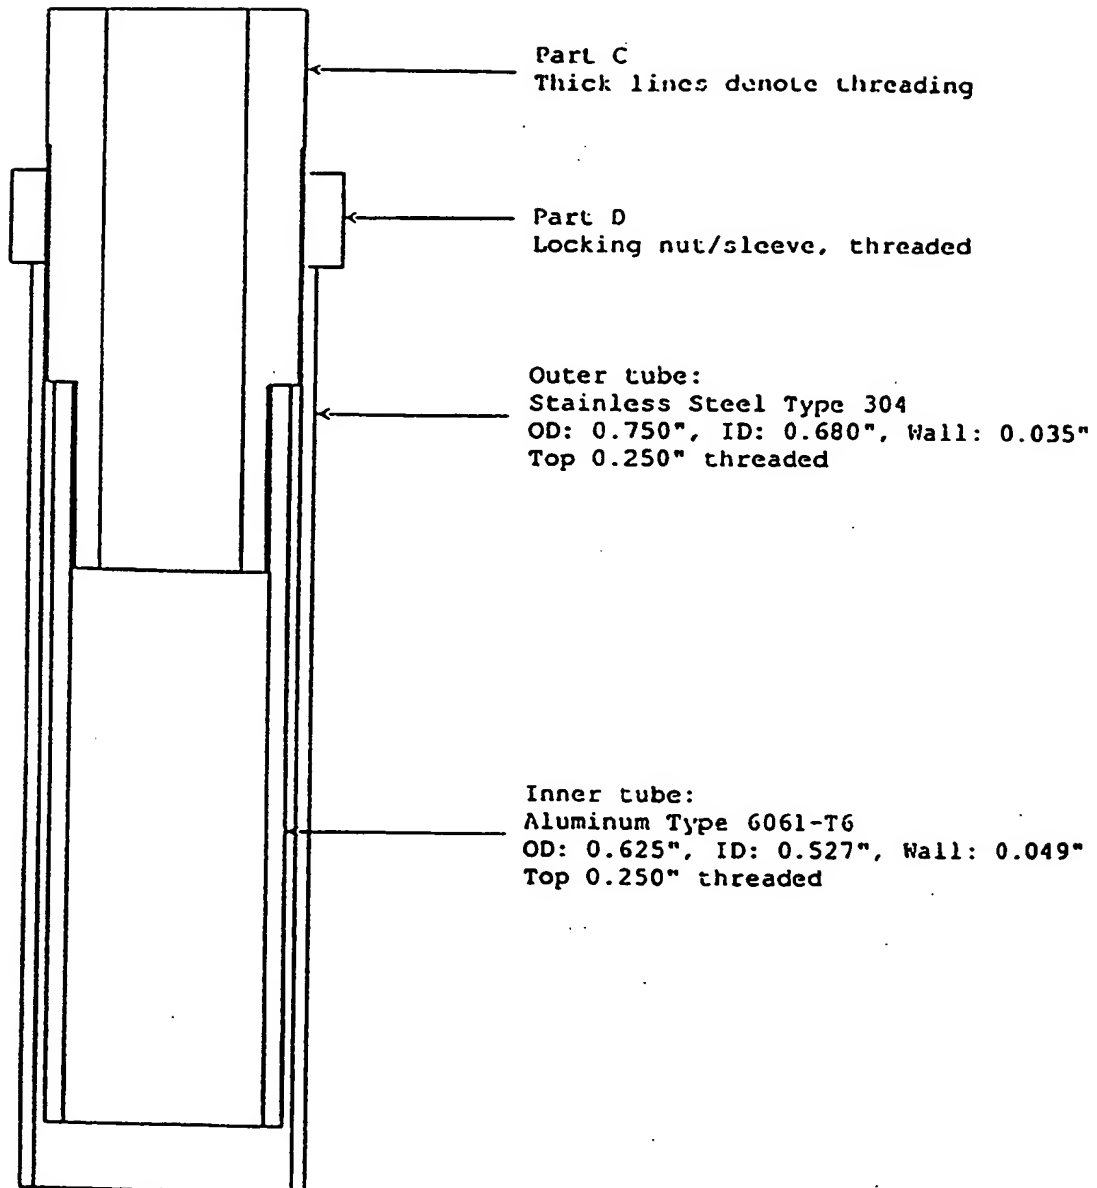 Part C
Thick lines denote threading
Part D
Locking nut/sleeve, threaded
Outer tube:
Stainless Steel Type 304
OD: 0.750", ID: 0.680", Wall: 0.035"
Top 0.250" threaded
Inner tube:
Aluminum Type 6061-T6
OD: 0.625", ID: 0.527", Wall: 0.049"
Top 0.250" threaded